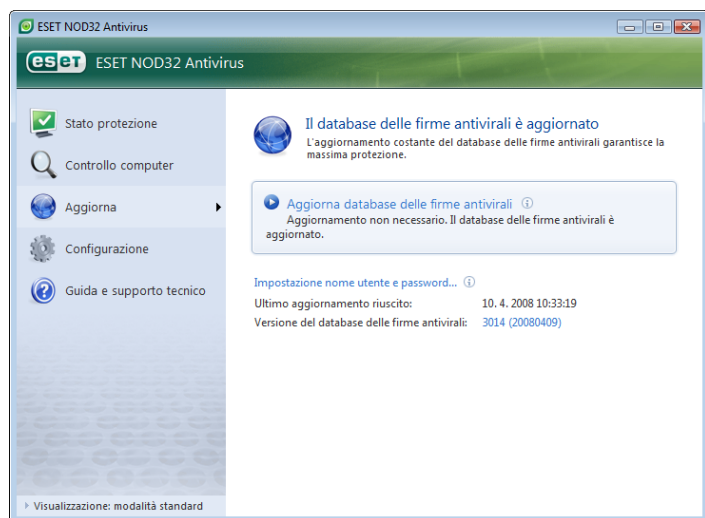 ESET NOD32 Antivirus
eset ESET NOD32 Antivirus
Stato protezione
Controllo computer
Aggiorna
Configurazione
Guida e supporto tecnico
Visualizzazione: modalità standard
Il database delle firme antivirali è aggiornato
L'aggiornamento costante del database delle firme antivirali garantisce la
massima protezione.
Aggiorna database delle firme antivirali
Aggiornamento non necessario. Il database delle firme antivirali è
aggiornato.
Impostazione nome utente e password...
Ultimo aggiornamento riuscito: 10. 4. 2008 10:33:19
Versione del database delle firme antivirali: 3014 (20080409)